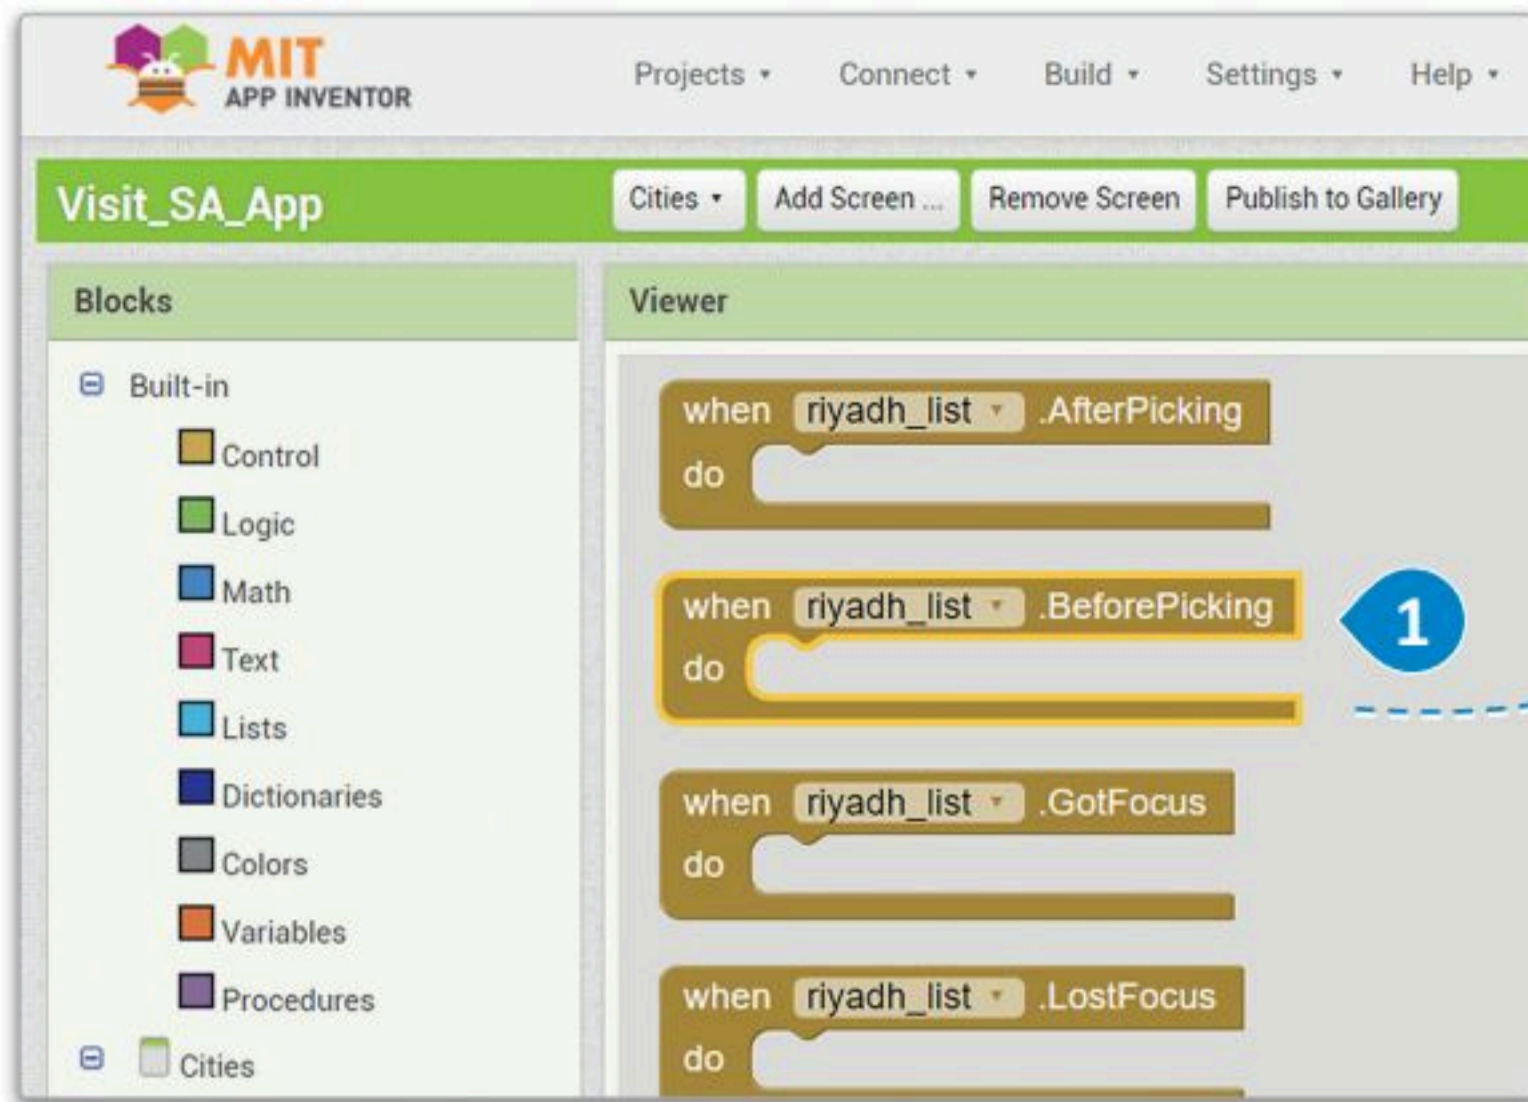 MIT
APP INVENTOR
Projects Connect Build Settings Help
Visit_SA_App
Cities Add Screen ... Remove Screen Publish to Gallery
Blocks
Built-in
Control
Logic
Math
Text
Lists
Dictionaries
Colors
Variables
Procedures
Cities
Viewer
when riyadh_list .AfterPicking
do
when riyadh_list .BeforePicking
do
1
when riyadh_list .GotFocus
do
when riyadh_list .LostFocus
do